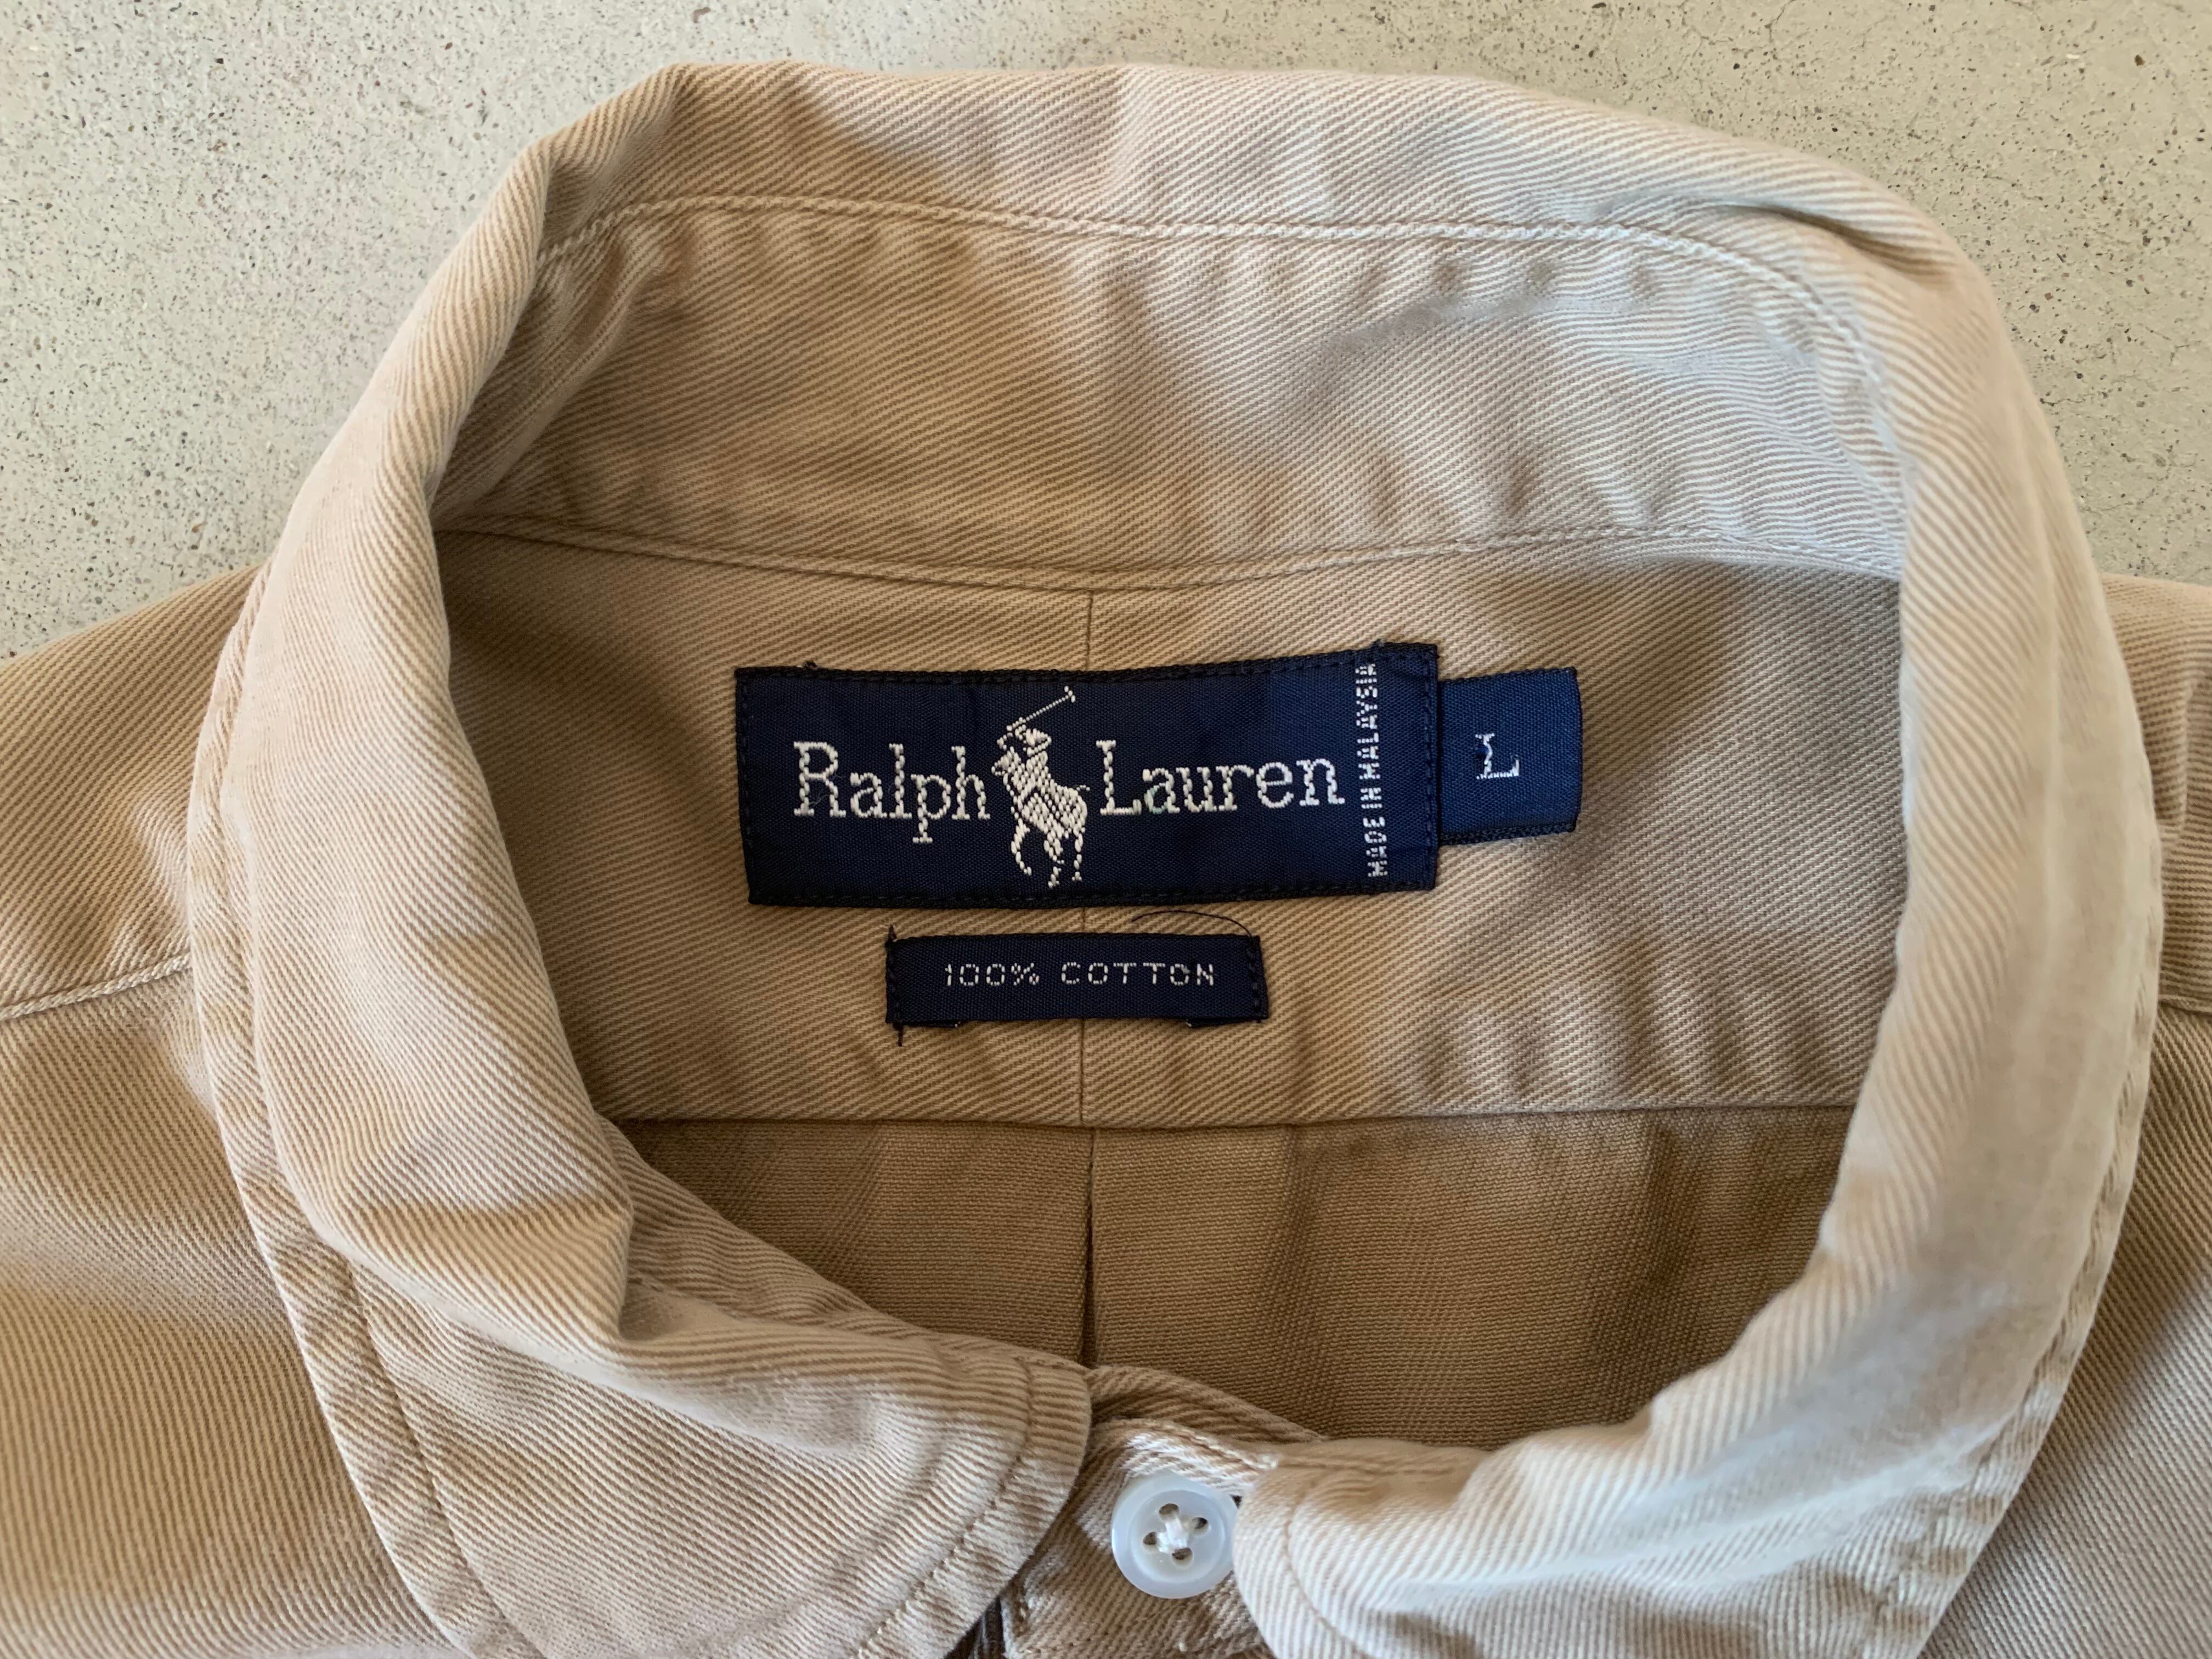 Ralph Lauren
MADE IN MALAYSIA
L
100% COTTON